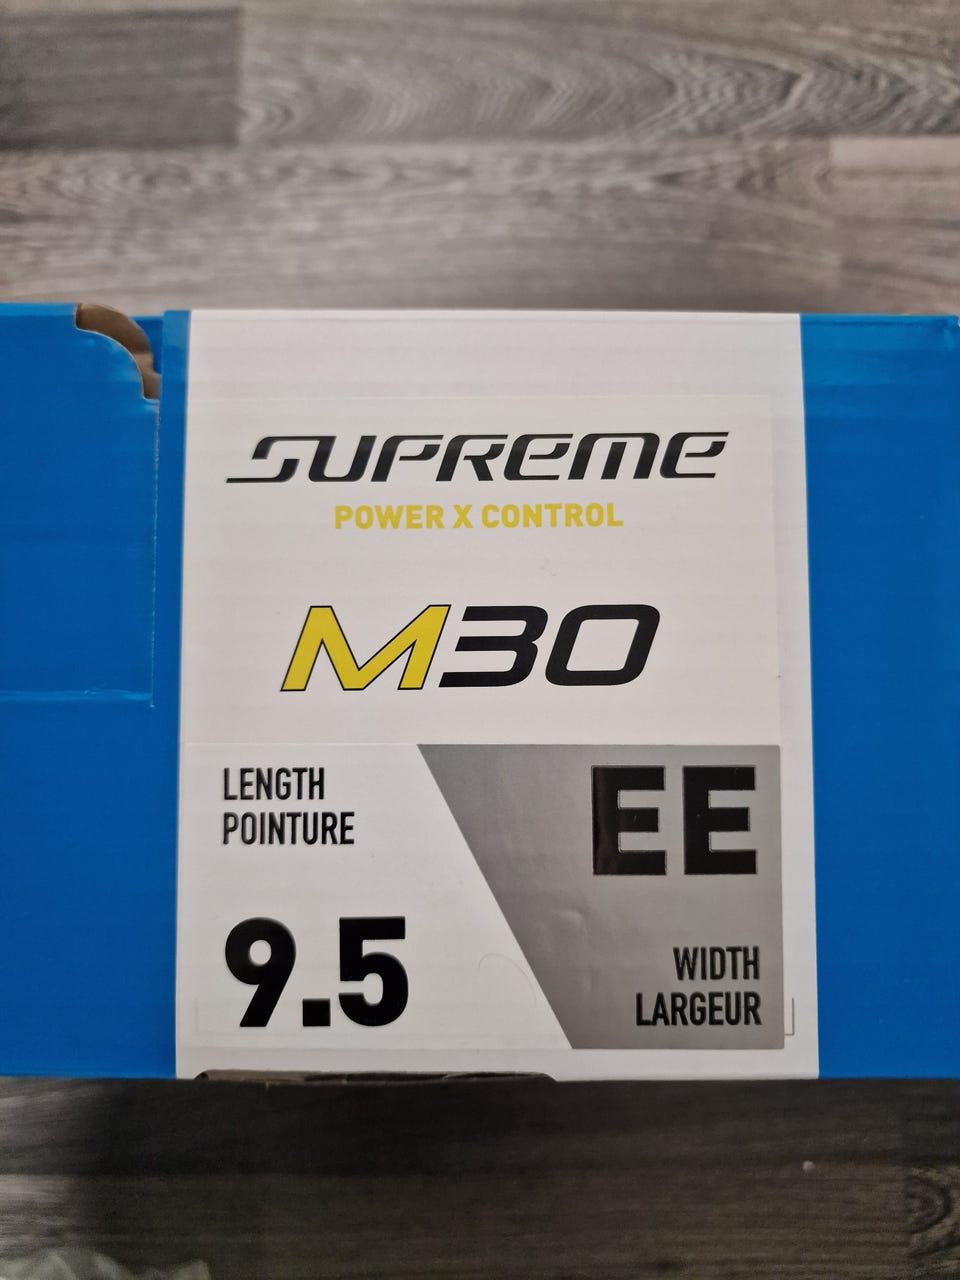 SUPREME
POWER X CONTROL
M30
LENGTH
POINTURE
9.5
EE
WIDTH
LARGEUR